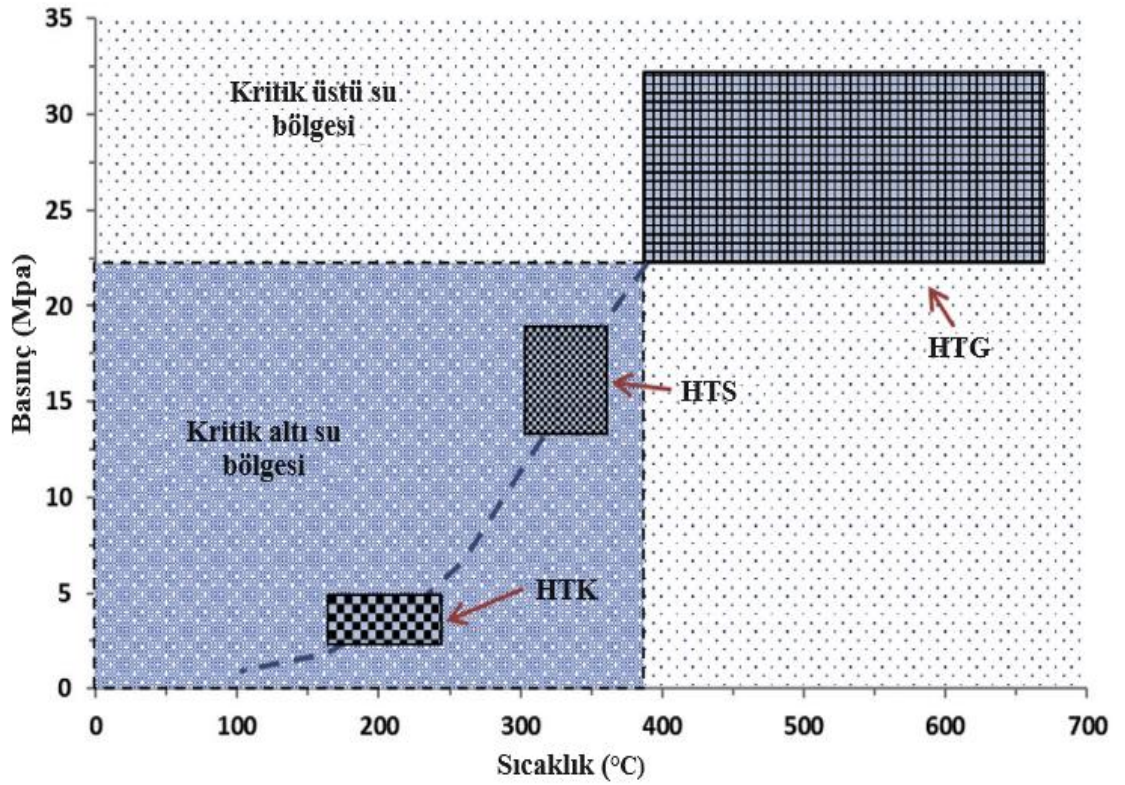 35
30
25
20
15
10
5
0
Basınç (Mpa)
Kritik üstü su
bölgesi
Kritik altı su
bölgesi
HTG
HTS
HTK
0 100 200 300 400 500 600 700
Sıcaklık (°C)